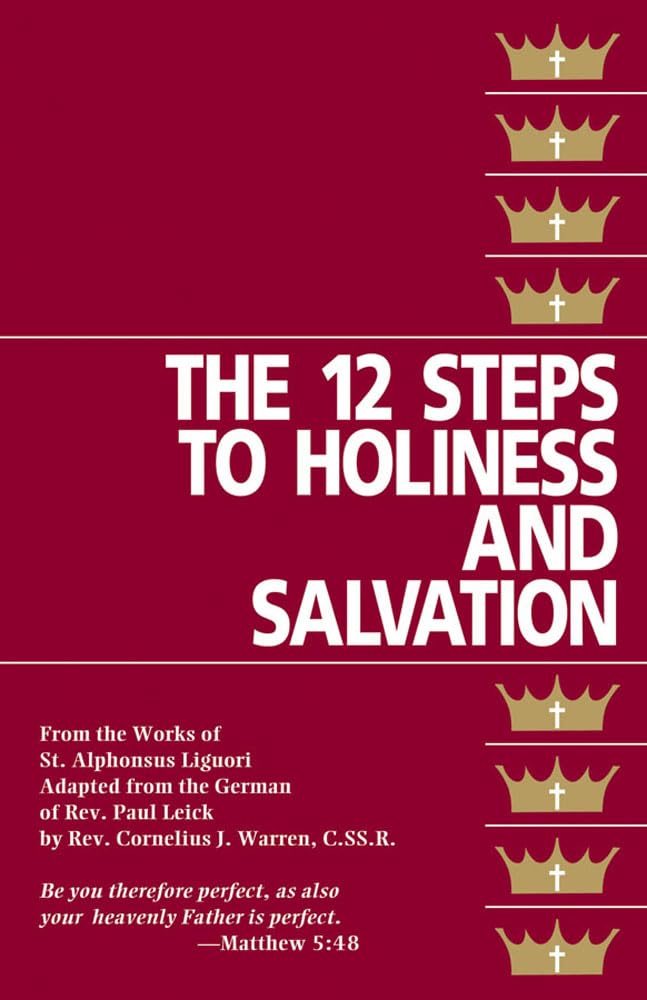 THE 12 STEPS
TO HOLINESS
AND
SALVATION
From the Works of
St. Alphonsus Liguori
Adapted from the German
of Rev. Paul Leick
by Rev. Cornelius J. Warren, C.SS.R.
Be you therefore perfect, as also
your heavenly Father is perfect.
—Matthew 5:48